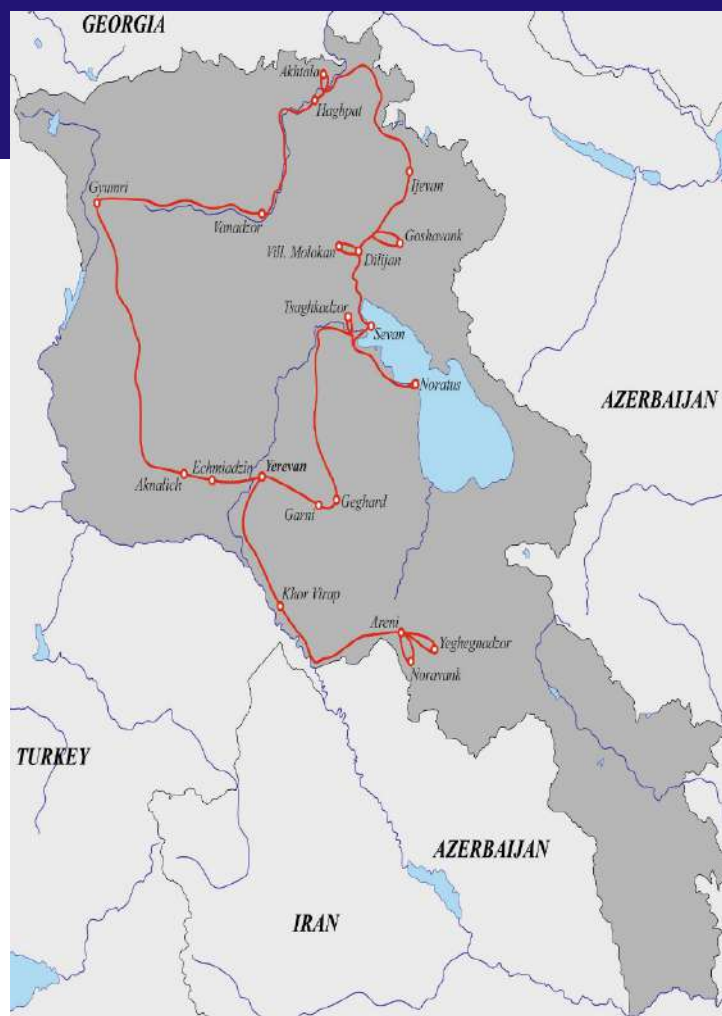 GEORGIA
Akhtala
Haghpat
Ijevan
Gyumri
Vanadzor
Goshavank
Vill. Molokan
Dilijan
Tsaghkadzor
Sevan
Noratus
AZERBAIJAN
Echmiadzin
Yerevan
Aknalich
Geghard
Garni
Khor Virap
Areni
Yeghegnadzor
Noravank
TURKEY
AZERBAIJAN
IRAN